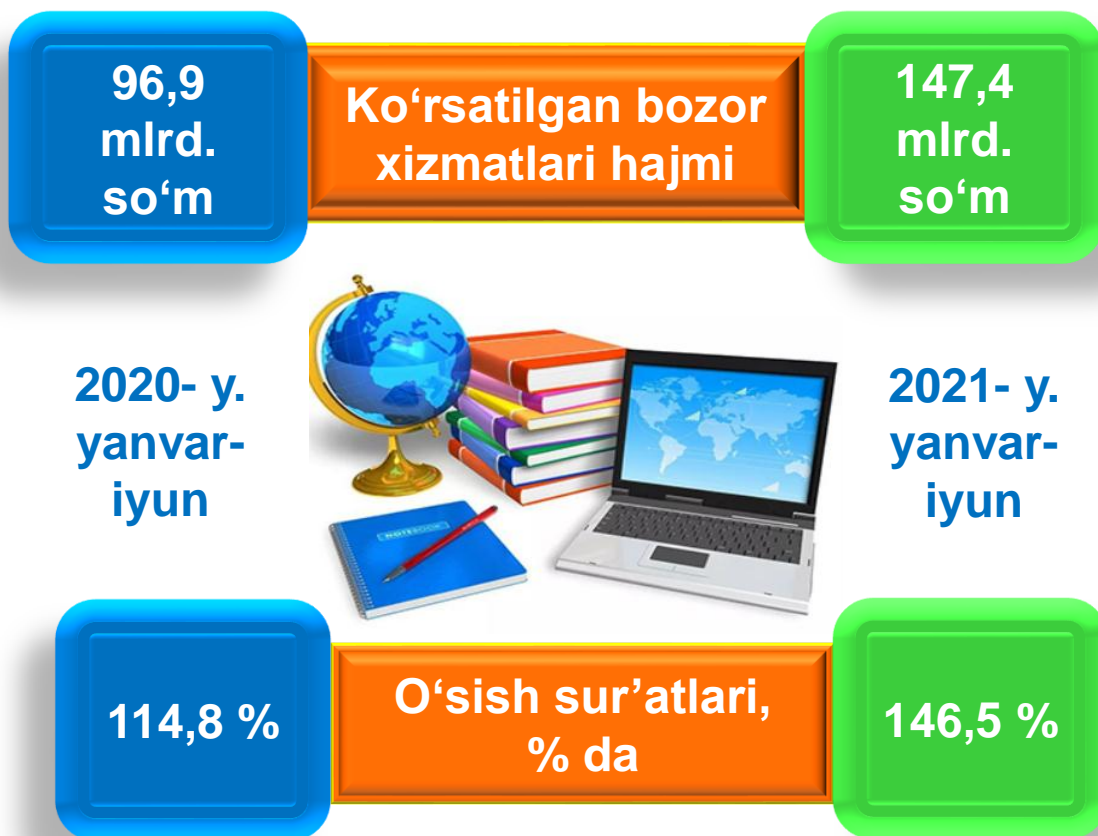 96,9
mlrd.
so‘m
Ko‘rsatilgan bozor
xizmatlari hajmi
147,4
mlrd.
so‘m
2020- y.
yanvar-
iyun
NOTEBOOK
2021- y.
yanvar-
iyun
114,8 %
O‘sish sur’atlari,
% da
146,5 %